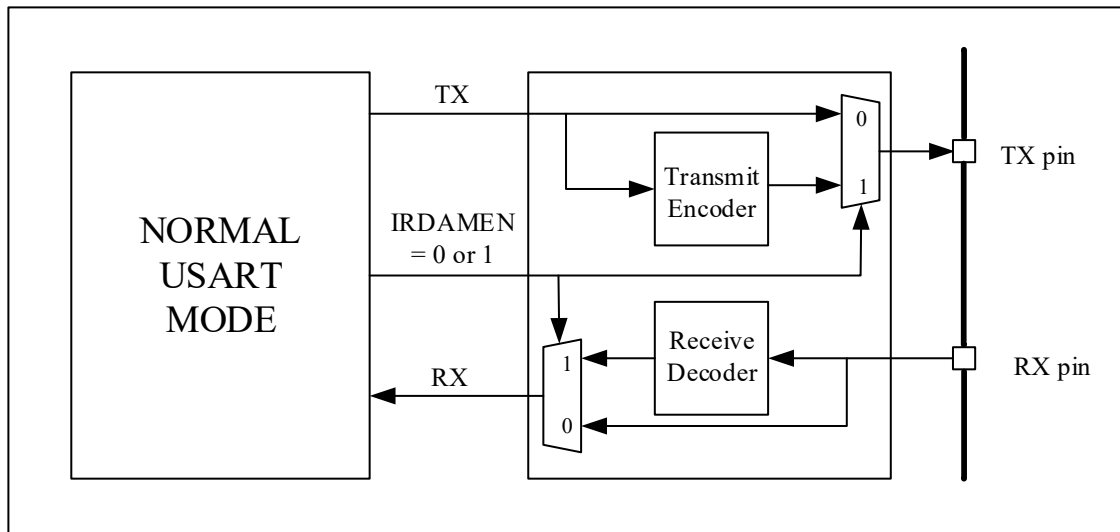 TX
0
Transmit
Encoder
1
TX pin
NORMAL
USART
MODE
IRDAMEN
= 0 or 1
Receive
Decoder
1
RX
0
RX pin